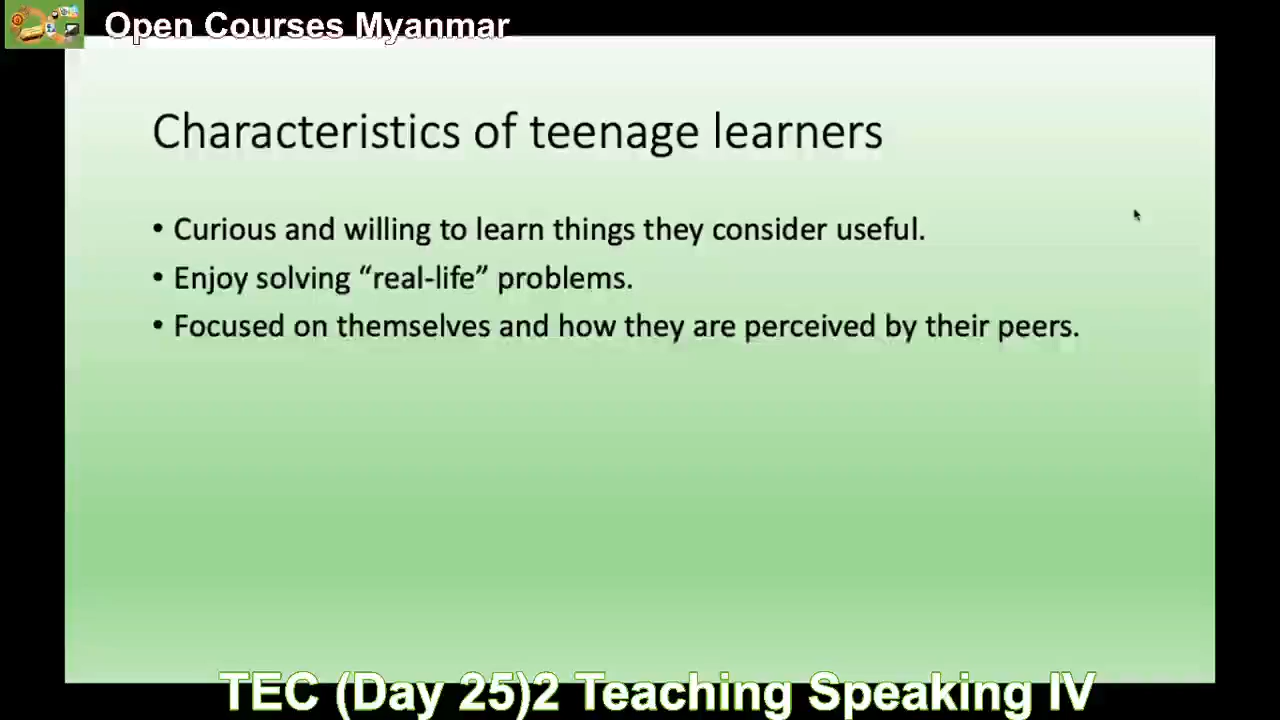 Open Courses Myanmar
Characteristics of teenage learners
• Curious and willing to learn things they consider useful.
• Enjoy solving “real-life” problems.
• Focused on themselves and how they are perceived by their peers.
TEC (Day 25)2 Teaching Speaking IV